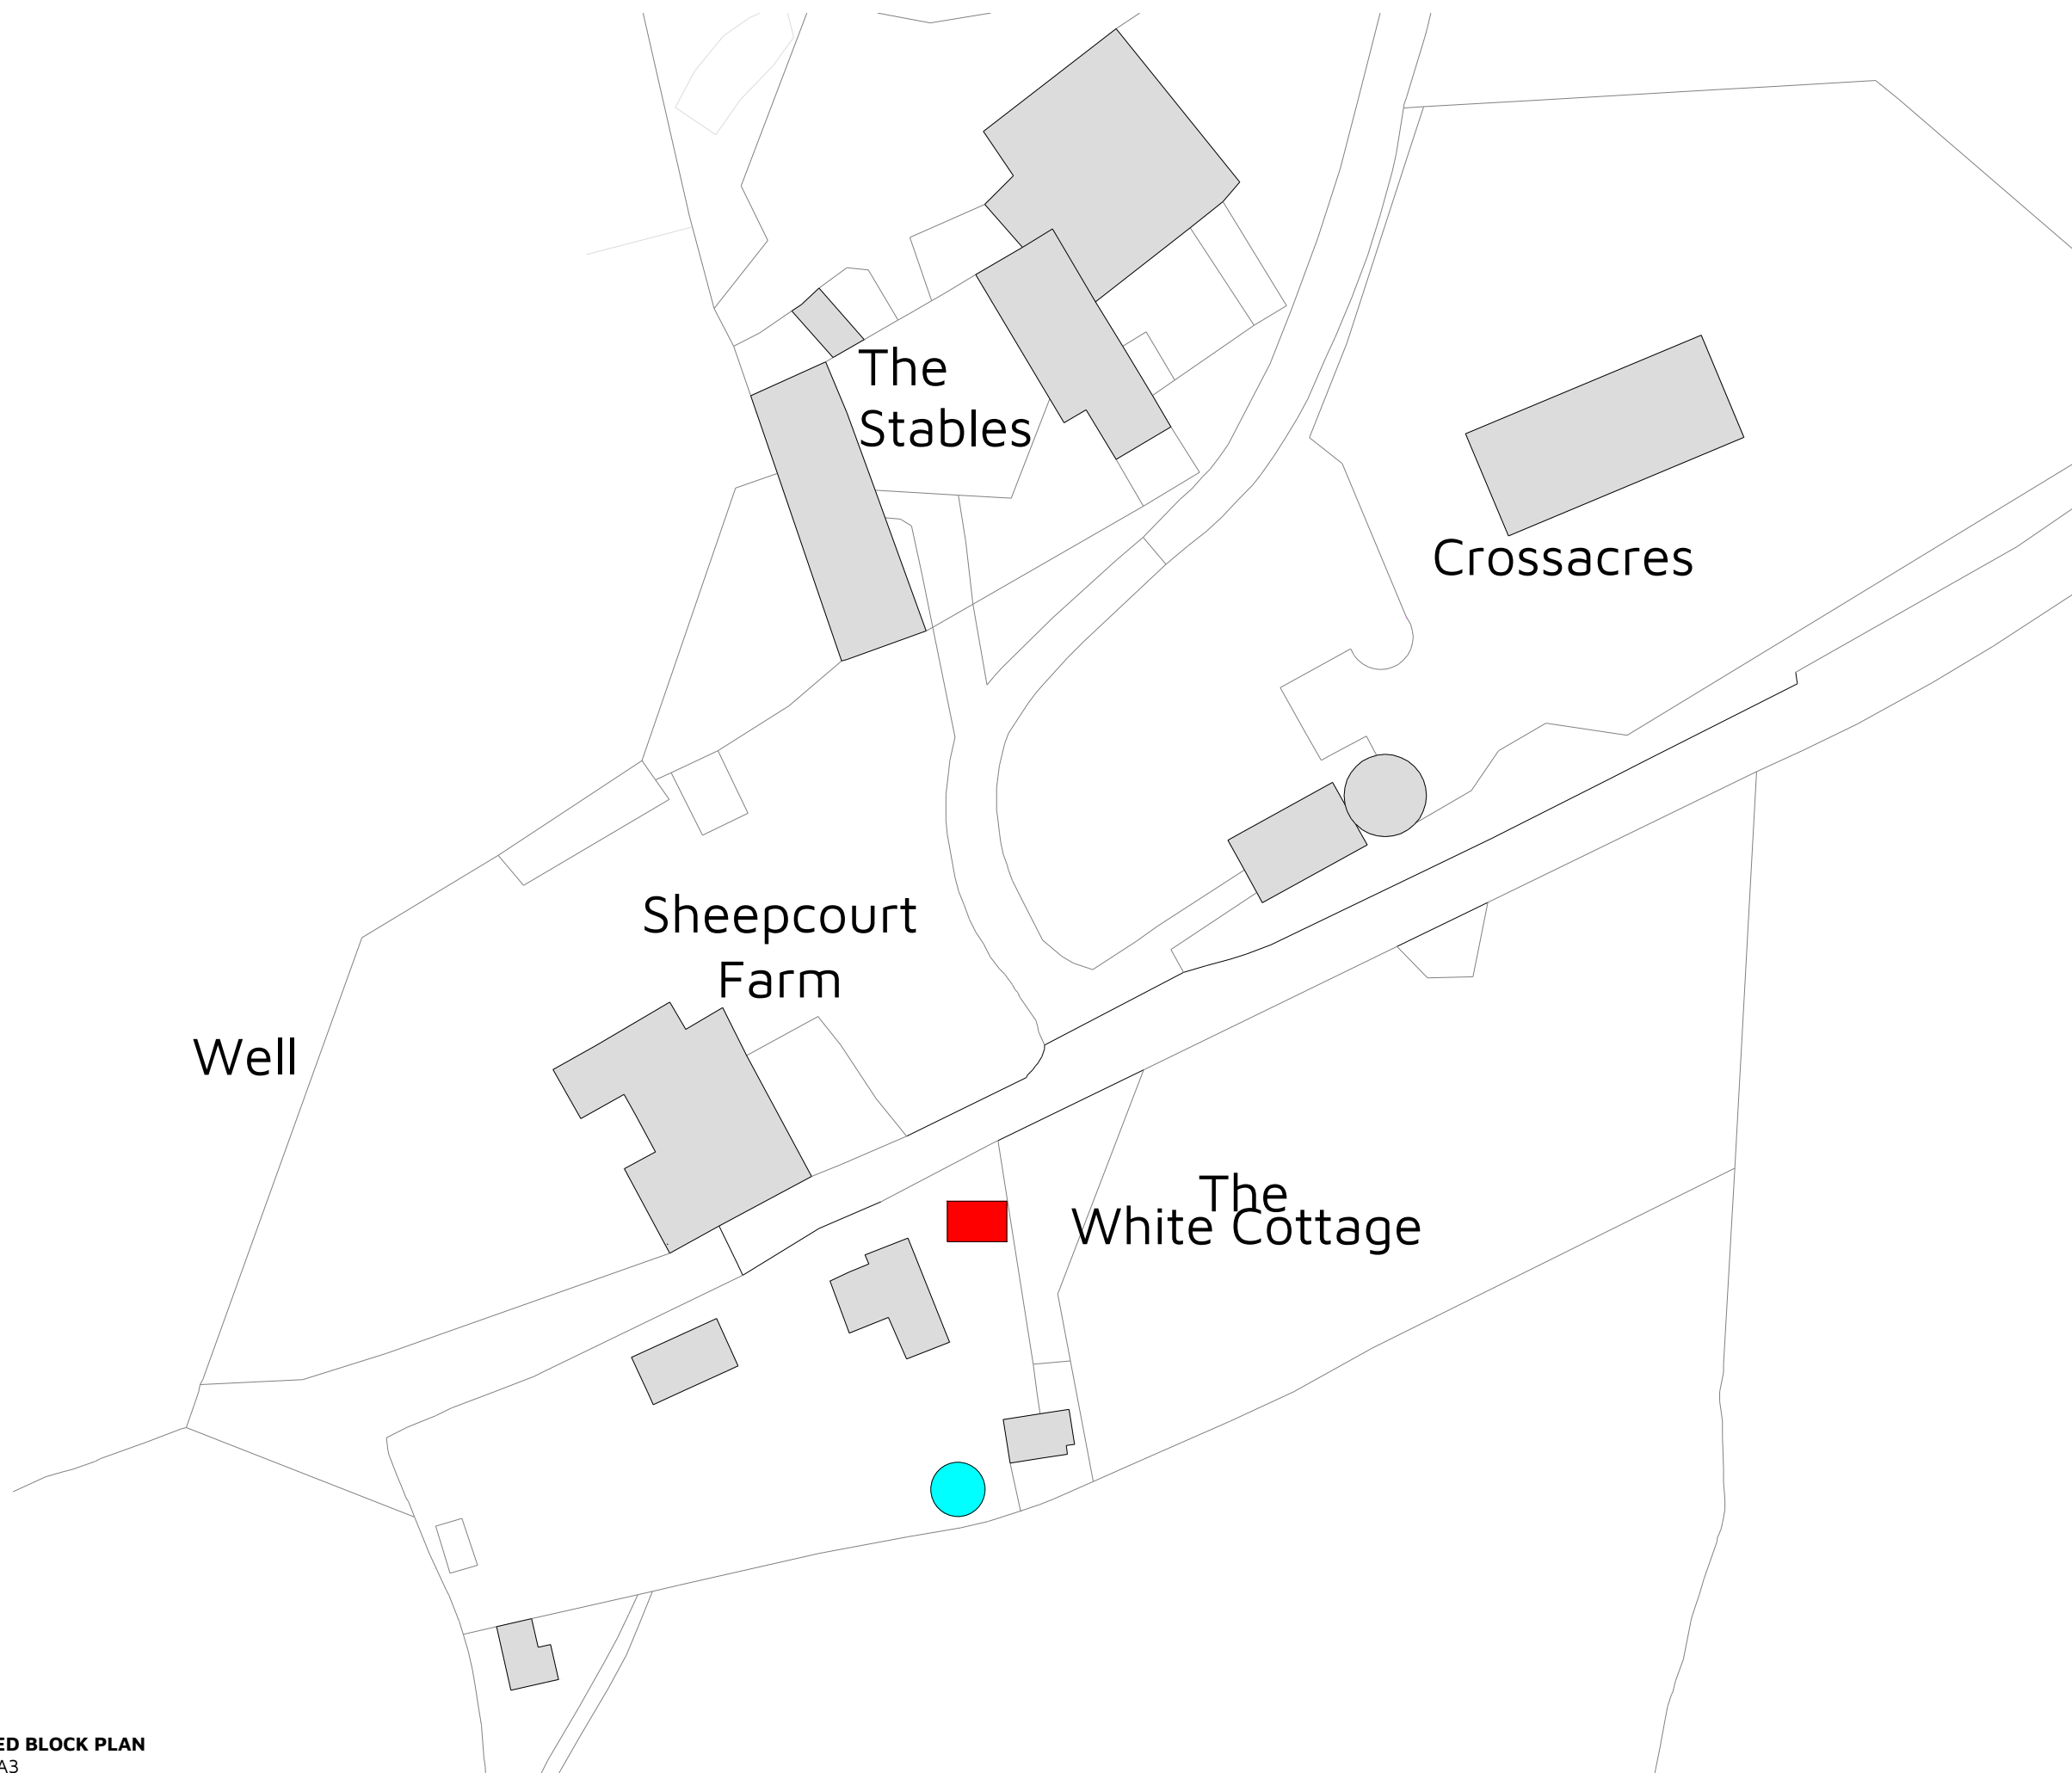 The
Stables
Crossacres
Sheepcourt
Farm
Well
The
White Cottage
ED BLOCK PLAN
A3